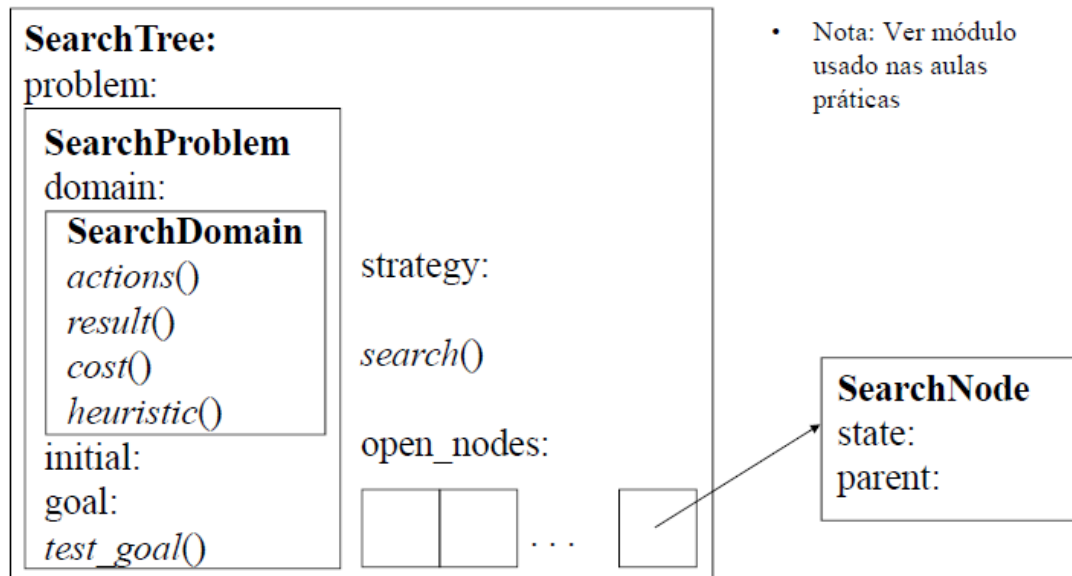 SearchTree:
problem:
SearchProblem
domain:
SearchDomain
actions()
result()
cost()
heuristic()
initial:
goal:
test_goal()
strategy:
search()
open_nodes:
. . .
• Nota: Ver módulo
usado nas aulas
práticas
SearchNode
state:
parent: